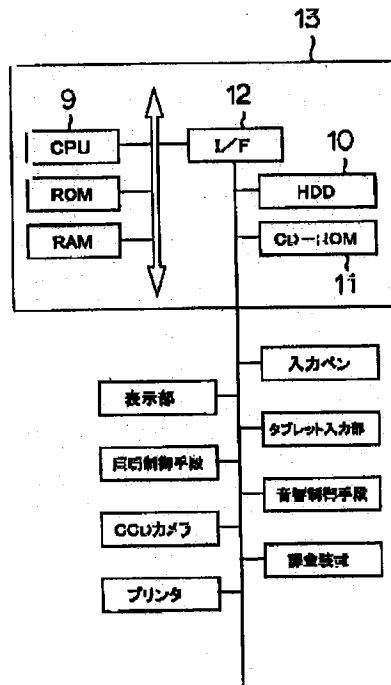 13
9
12
CPU
I/F
10
ROM
HDD
RAM
CD-ROM
11
入力ペン
表示部
タブレット入力部
照明制御手段
音響制御手段
CCDカメラ
課金装置
プリンタ